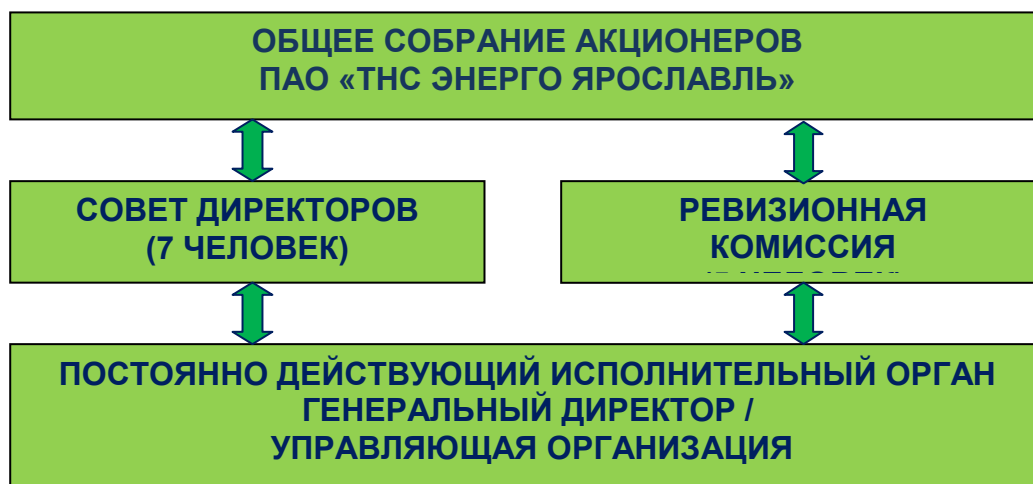 ОБЩЕЕ СОБРАНИЕ АКЦИОНЕРОВ
ПАО «ТНС ЭНЕРГО ЯРОСЛАВЛЬ»
СОВЕТ ДИРЕКТОРОВ
(7 ЧЕЛОВЕК)
РЕВИЗИОННАЯ
КОМИССИЯ
ПОСТОЯННО ДЕЙСТВУЮЩИЙ ИСПОЛНИТЕЛЬНЫЙ ОРГАН
ГЕНЕРАЛЬНЫЙ ДИРЕКТОР /
УПРАВЛЯЮЩАЯ ОРГАНИЗАЦИЯ